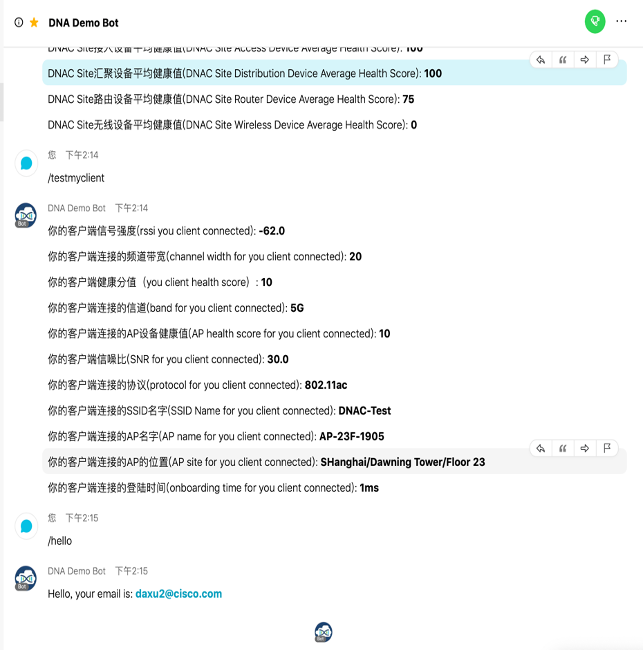 DNA Demo Bot
DNAC Site接入设备平均健康值(DNAC Site Access Device Average Health Score): 100
DNAC Site汇聚设备平均健康值(DNAC Site Distribution Device Average Health Score): 100
DNAC Site路由设备平均健康值(DNAC Site Router Device Average Health Score): 75
DNAC Site无线设备平均健康值(DNAC Site Wireless Device Average Health Score): 0
您 下午2:14
/testmyclient
DNA Demo Bot 下午2:14
Bot
你的客户端信号强度(rssi you client connected): -62.0
你的客户端连接的频道带宽(channel width for you client connected): 20
你的客户端健康分值（you client health score）: 10
你的客户端连接的信道(band for you client connected): 5G
你的客户端连接的AP设备健康值(AP health score for you client connected): 10
你的客户端信噪比(SNR for you client connected): 30.0
你的客户端连接的协议(protocol for you client connected): 802.11ac
你的客户端连接的SSID名字(SSID Name for you client connected): DNAC-Test
你的客户端连接的AP名字(AP name for you client connected): AP-23F-1905
你的客户端连接的AP的位置(AP site for you client connected): SHanghai/Dawning Tower/Floor 23
你的客户端连接的登陆时间(onboarding time for you client connected): 1ms
您 下午2:15
/hello
DNA Demo Bot 下午2:15
Bot
Hello, your email is: daxu2@cisco.com